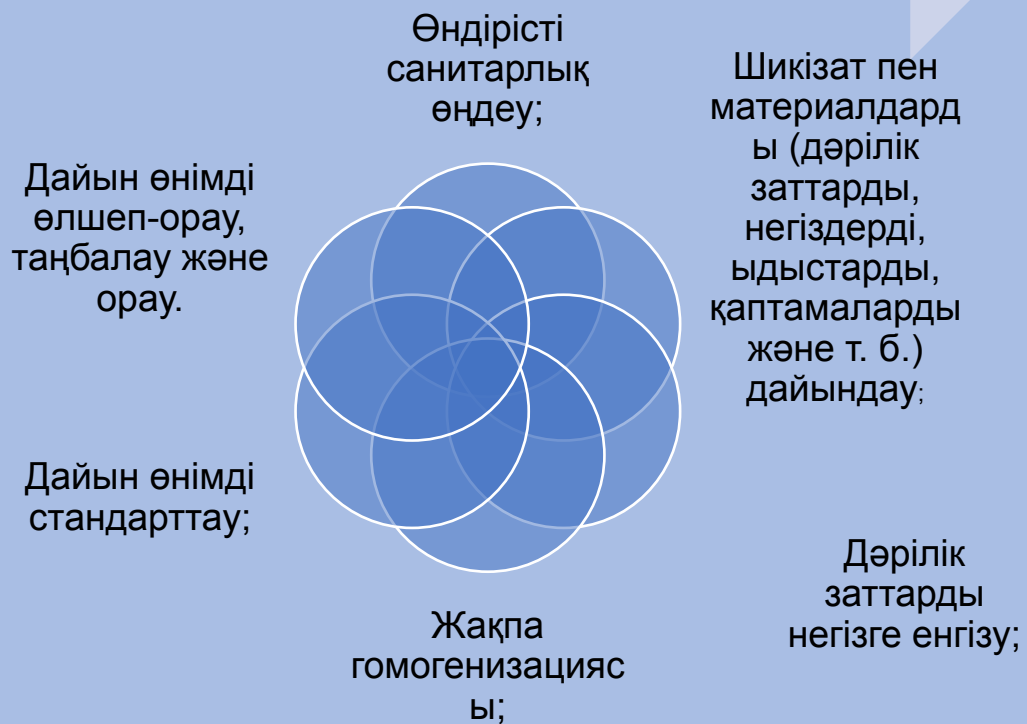 Өндірісті
санитарлық
өңдеу;
Шикізат пен
материалдард
ы (дәрілік
заттарды,
негіздерді,
ыдыстарды,
қаптамаларды
және т. б.)
дайындау;
Дәрілік
заттарды
негізге енгізу;
Жақпа
гомогенизацияс
ы;
Дайын өнімді
стандарттау;
Дайын өнімді
өлшеп-орау,
таңбалау және
орау.